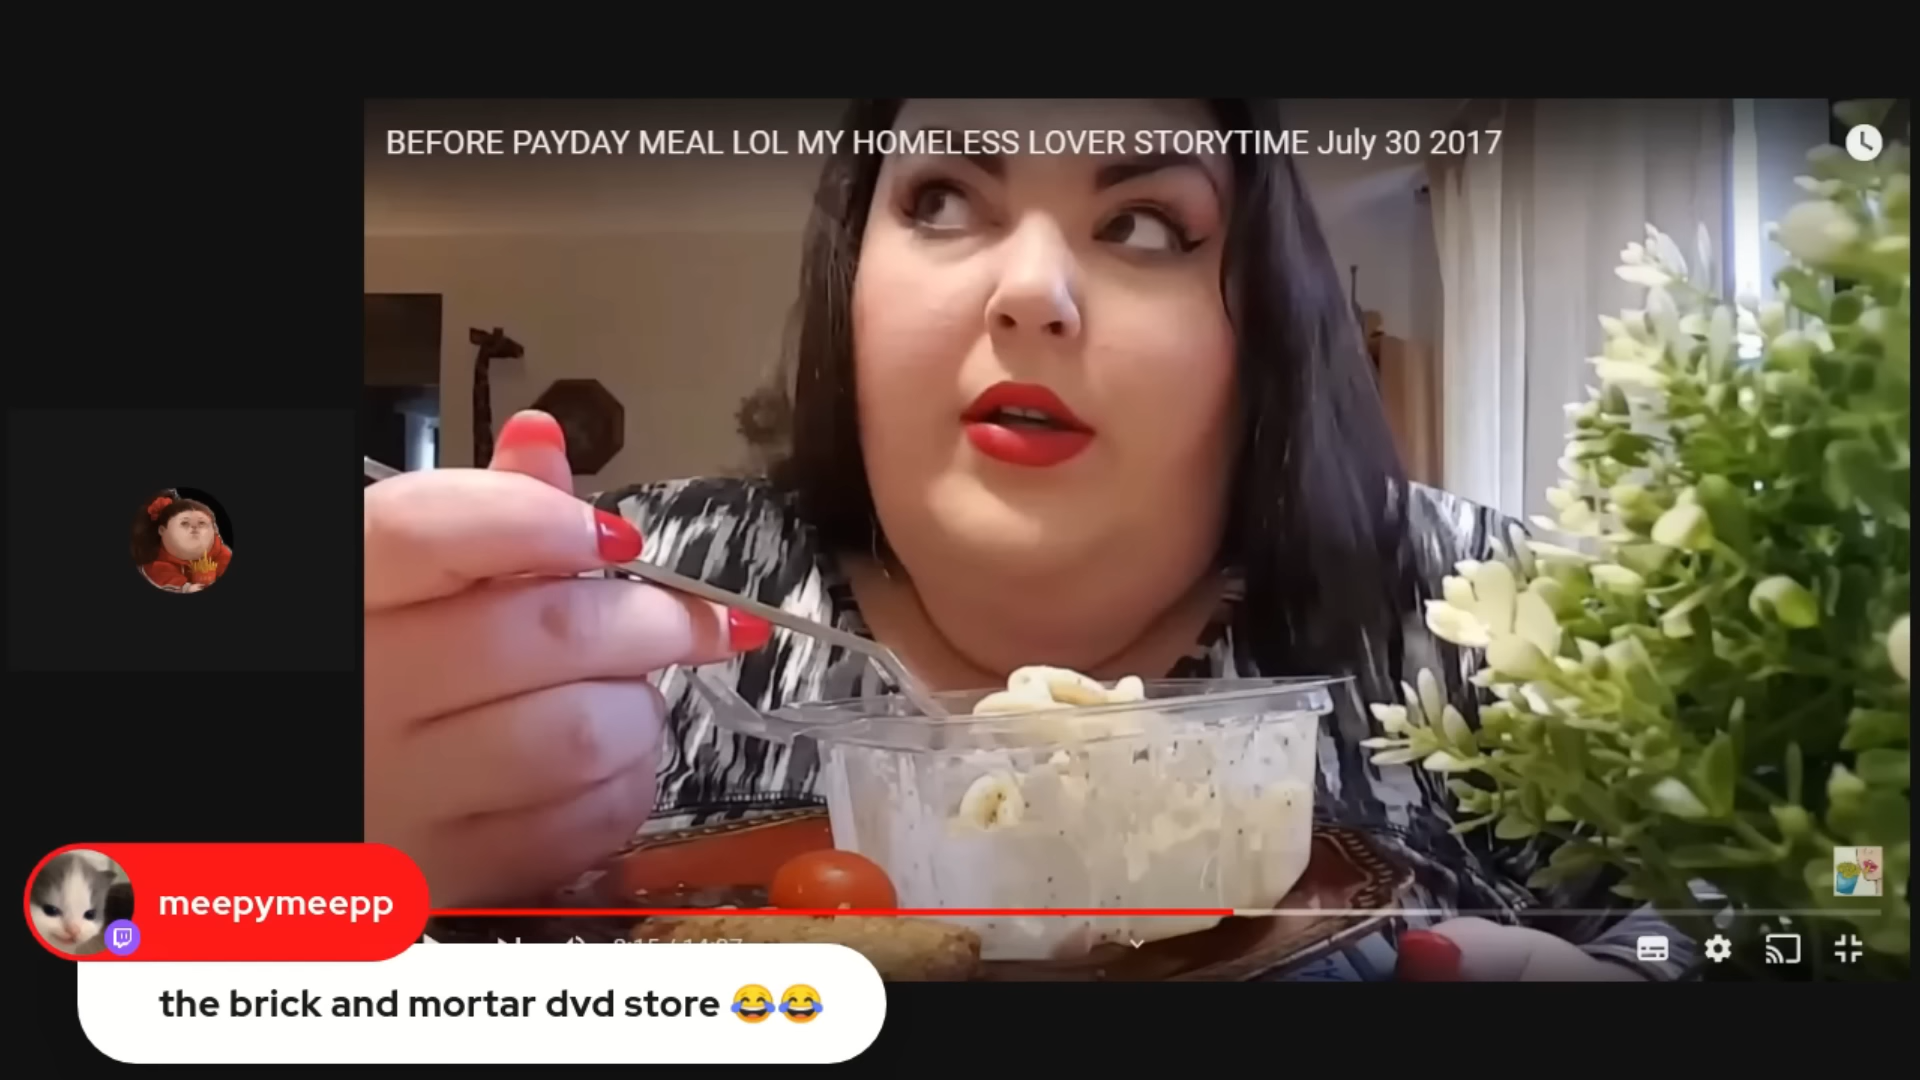 BEFORE PAYDAY MEAL LOL MY HOMELESS LOVER STORYTIME July 30 2017
meepymeepp
the brick and mortar dvd store 😂😂